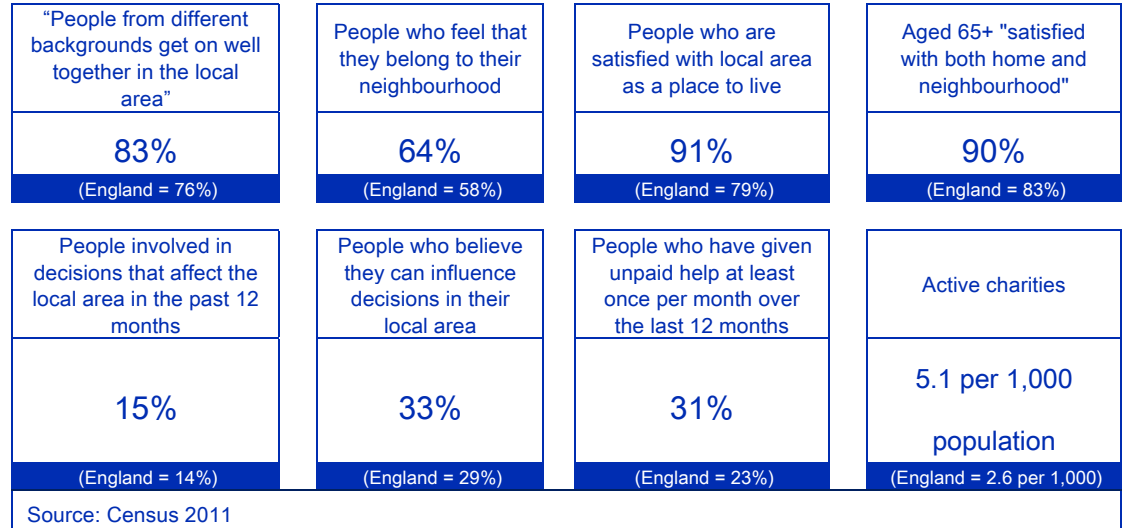 “People from different
backgrounds get on well
together in the local
area”
83%
(England = 76%)
People who feel that
they belong to their
neighbourhood
64%
(England = 58%)
People who are
satisfied with local area
as a place to live
91%
(England = 79%)
Aged 65+ "satisfied
with both home and
neighbourhood"
90%
(England = 83%)
People involved in
decisions that affect the
local area in the past 12
months
15%
(England = 14%)
People who believe
they can influence
decisions in their
local area
33%
(England = 29%)
People who have given
unpaid help at least
once per month over
the last 12 months
31%
(England = 23%)
Active charities
5.1 per 1,000
population
(England = 2.6 per 1,000)
Source: Census 2011